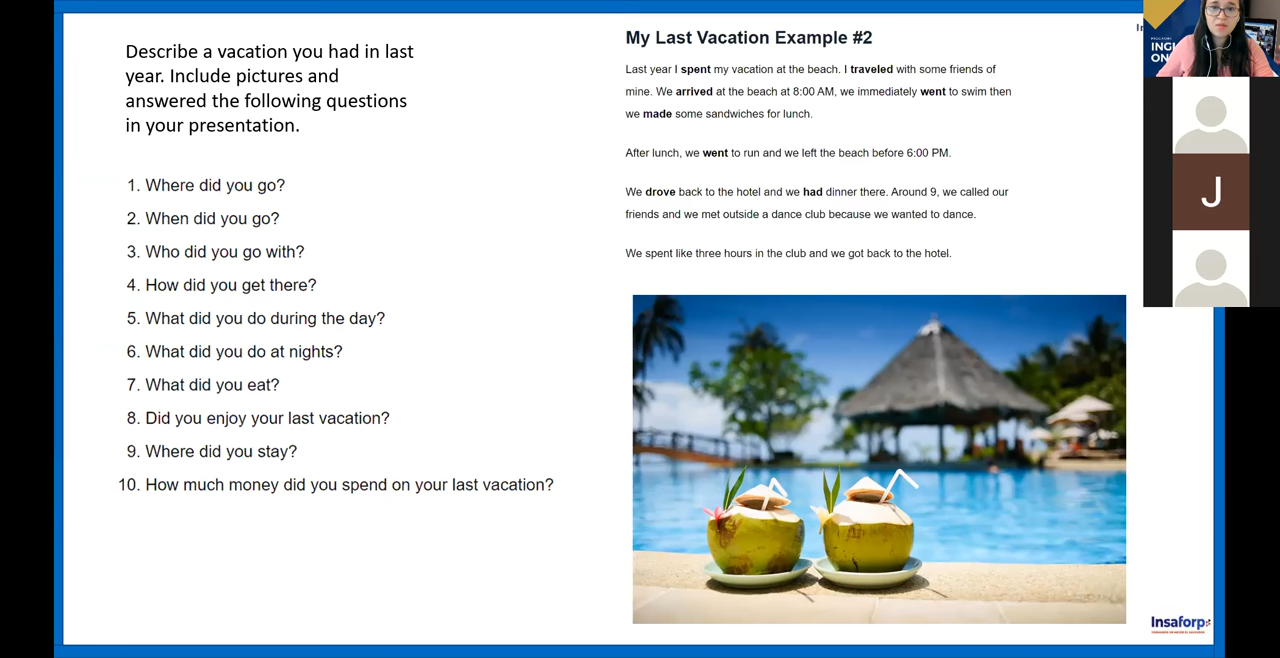 Describe a vacation you had in last
year. Include pictures and
answered the following questions
in your presentation.
1. Where did you go?
2. When did you go?
3. Who did you go with?
4. How did you get there?
5. What did you do during the day?
6. What did you do at nights?
7. What did you eat?
8. Did you enjoy your last vacation?
9. Where did you stay?
10. How much money did you spend on your last vacation?
My Last Vacation Example #2
Last year I spent my vacation at the beach. I traveled with some friends of
mine. We arrived at the beach at 8:00 AM, we immediately went to swim then
we made some sandwiches for lunch.
After lunch, we went to run and we left the beach before 6:00 PM.
We drove back to the hotel and we had dinner there. Around 9, we called our
friends and we met outside a dance club because we wanted to dance.
We spent like three hours in the club and we got back to the hotel.
INGL
ON
J
Insaforp